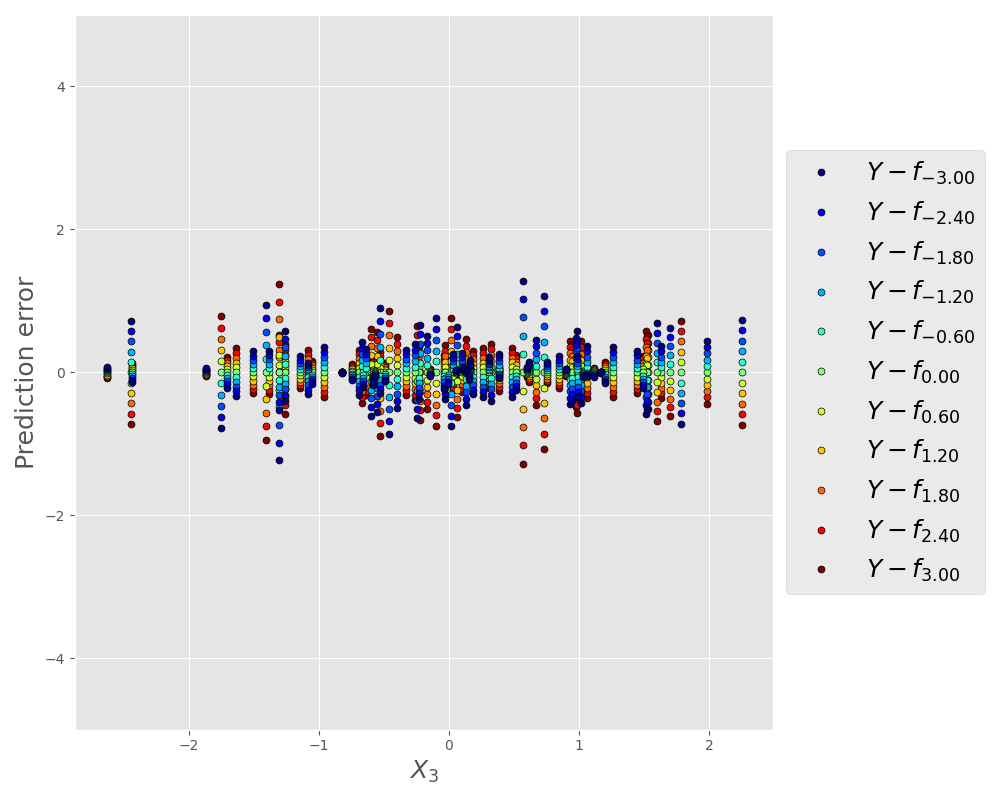 4
2
0
−2
−4
Prediction error
−2 −1 0 1 2
X₃
Y − f₋₃.₀₀
Y − f₋₂.₄₀
Y − f₋₁.₈₀
Y − f₋₁.₂₀
Y − f₋₀.₆₀
Y − f₀.₀₀
Y − f₀.₆₀
Y − f₁.₂₀
Y − f₁.₈₀
Y − f₂.₄₀
Y − f₃.₀₀